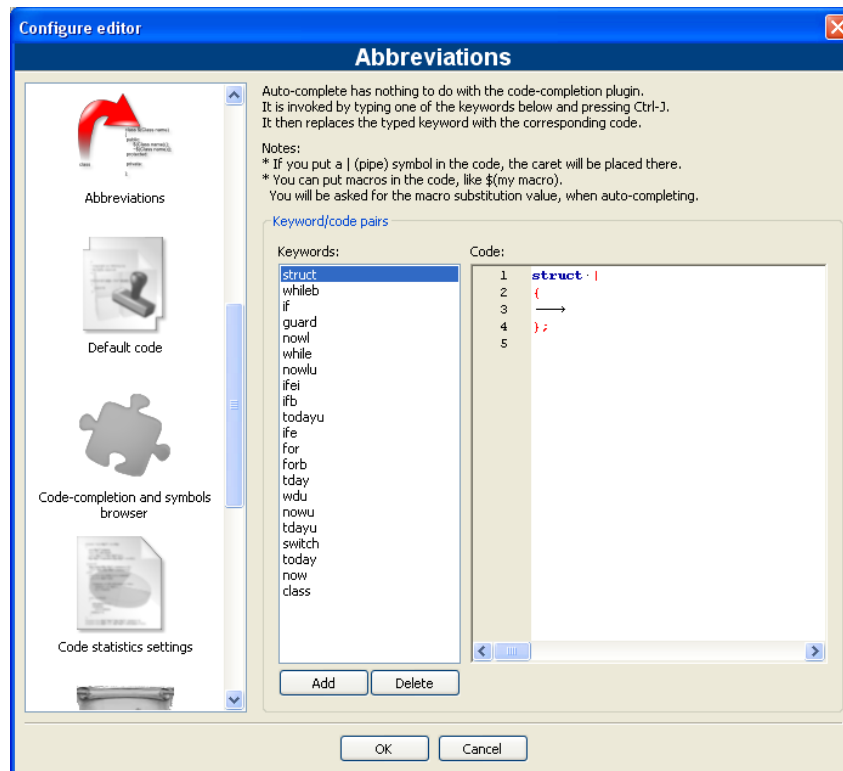 Configure editor
Abbreviations
Abbreviations
Default code
Code-completion and symbols
browser
Code statistics settings
Auto-complete has nothing to do with the code-completion plugin.
It is invoked by typing one of the keywords below and pressing Ctrl-J.
It then replaces the typed keyword with the corresponding code.
Notes:
* If you put a | (pipe) symbol in the code, the caret will be placed there.
* You can put macros in the code, like $(my macro).
You will be asked for the macro substitution value, when auto-completing.
Keyword/code pairs
Keywords:
struct
whileb
if
guard
nowl
while
nowlu
ifei
ifb
todayu
ife
for
forb
tday
wdu
nowu
tdayu
switch
today
now
class
Add Delete
Code:
1 struct |
2 {
3
4 };
5
OK Cancel